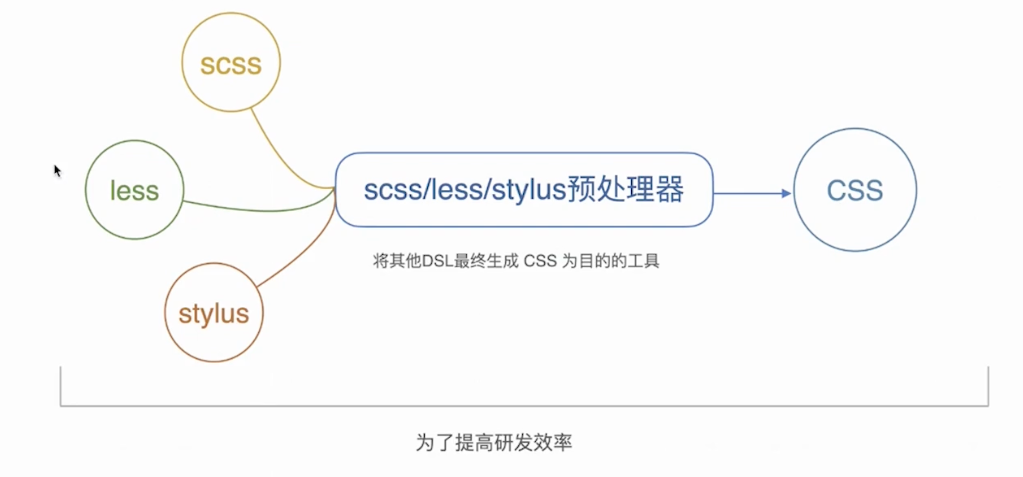 scss
less
scss/less/stylus预处理器
CSS
将其他DSL最终生成 CSS 为目的的工具
stylus
为了提高研发效率